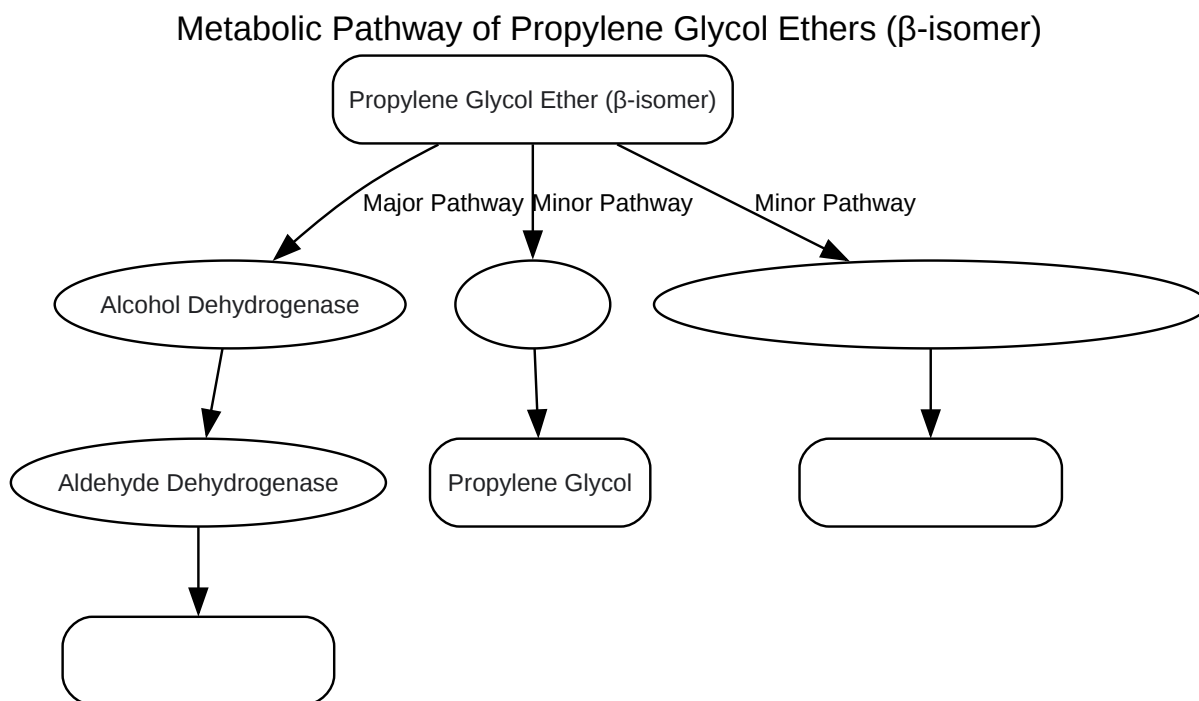 Metabolic Pathway of Propylene Glycol Ethers (β-isomer)
Propylene Glycol Ether (β-isomer)
Major Pathway
Minor Pathway
Minor Pathway
Alcohol Dehydrogenase
Aldehyde Dehydrogenase
Propylene Glycol